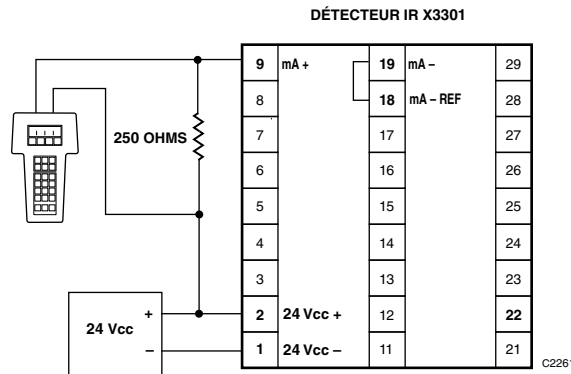 DÉTECTEUR IR X3301
9 mA + 19 mA – 29
8 18 mA – REF 28
250 OHMS
7 17 27
6 16 26
5 15 25
4 14 24
3 13 23
+ 2 24 Vcc + 12 22
24 Vcc
– 1 24 Vcc – 11 21
C2261